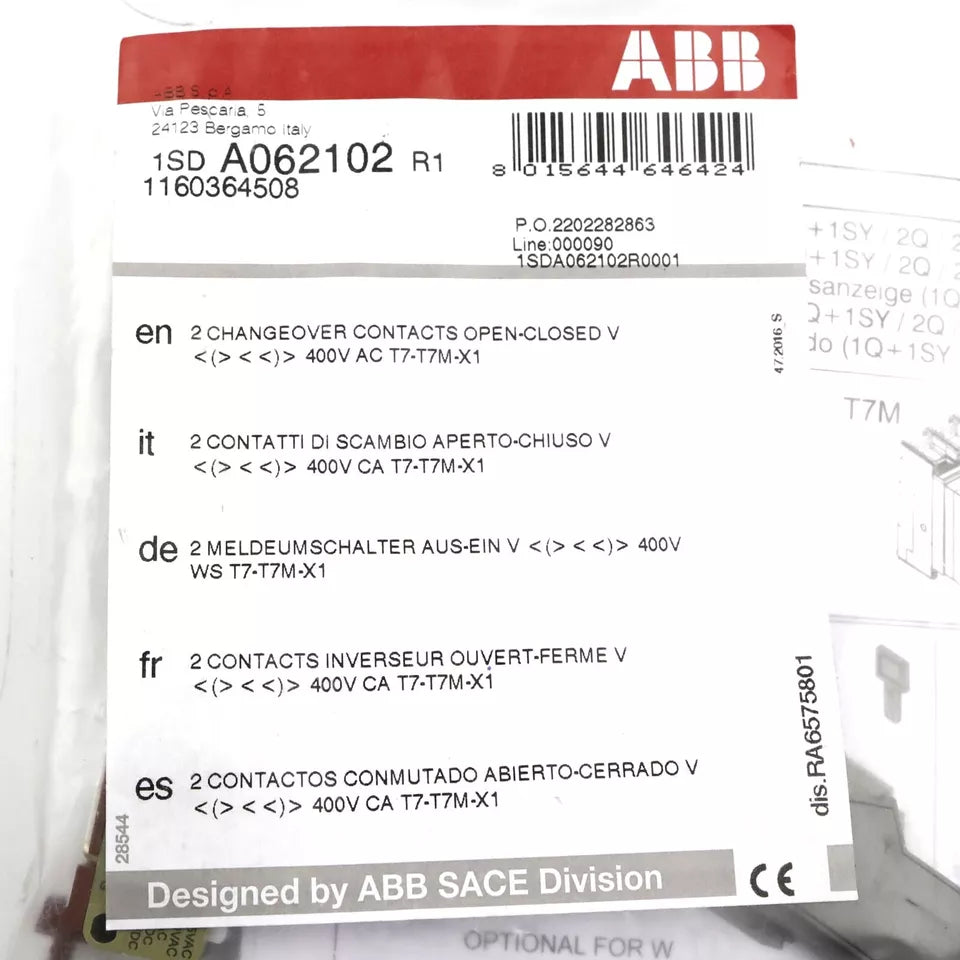 ABB
ABB S.p.A
Via Pescaria, 5
24123 Bergamo Italy
1SD A062102 R1
1160364508
8 015644 646424
P.O.2202282863
Line:000090
1SDA062102R0001
en 2 CHANGEOVER CONTACTS OPEN-CLOSED V
<(> < <)> 400V AC T7-T7M-X1
47.2016_S
it 2 CONTATTI DI SCAMBIO APERTO-CHIUSO V
<(> < <)> 400V CA T7-T7M-X1
de 2 MELDEUMSCHALTER AUS-EIN V <(> < <)> 400V
WS T7-T7M-X1
fr 2 CONTACTS INVERSEUR OUVERT-FERME V
<(> < <)> 400V CA T7-T7M-X1
es 2 CONTACTOS CONMUTADO ABIERTO-CERRADO V
<(> < <)> 400V CA T7-T7M-X1
28544
dis.RA6575801
Designed by ABB SACE Division CE
+1SY / 2Q
+1SY / 2Q /
sanzeige (1Q
Q+1SY / 2Q
do (1Q+1SY
T7M
OPTIONAL FOR W
VAC
DC